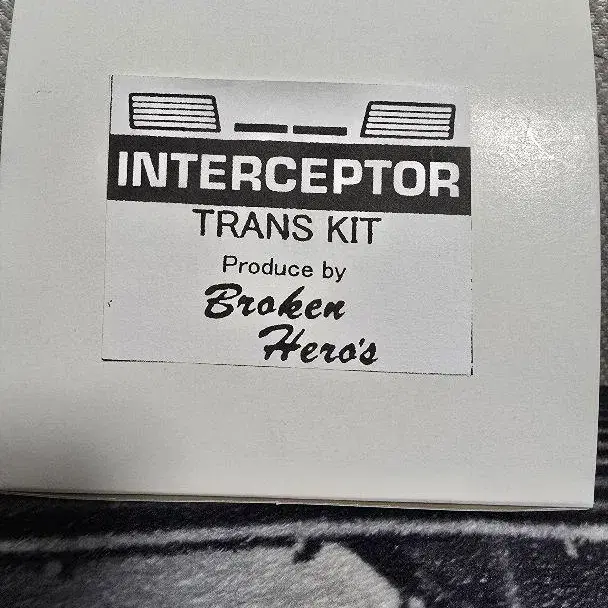 INTERCEPTOR
TRANS KIT
Produce by
Broken
Hero's